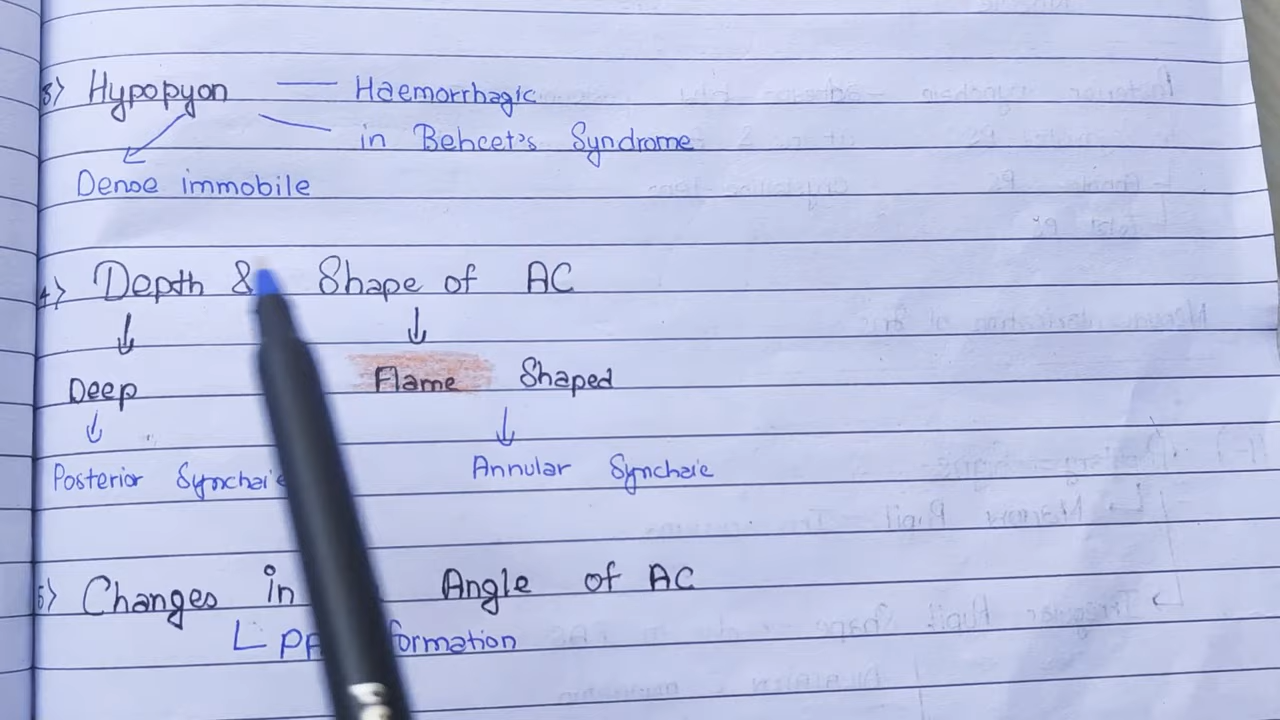 3) Hypopyon — Haemorrhagic
in Behcet's Syndrome
Dense immobile
4) Depth & Shape of AC
Deep Flame Shaped
Posterior Annular Synchaie
5) Changes in Angle of AC
formation